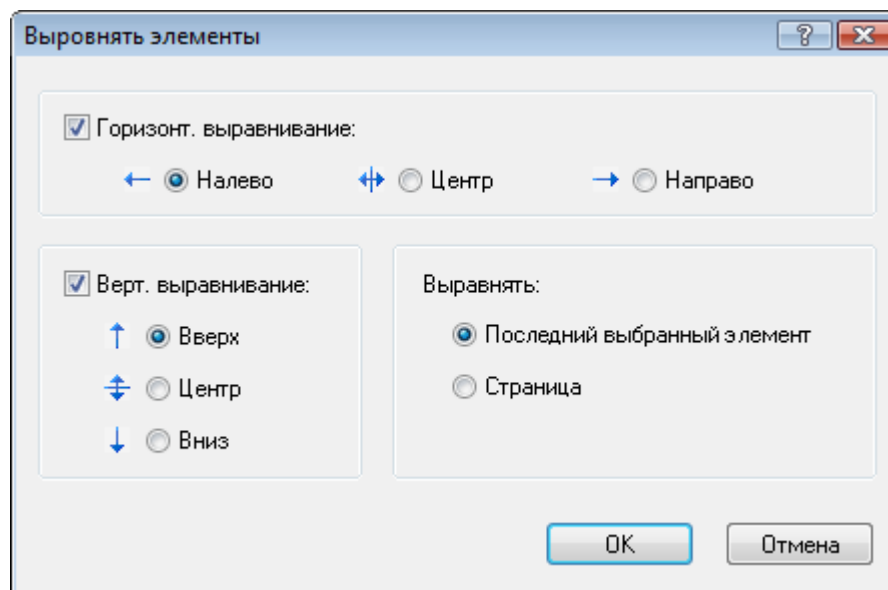 Выровнять элементы
Горизонт. выравнивание:
Налево Центр Направо
Верт. выравнивание:
Вверх
Центр
Вниз
Выравнять:
Последний выбранный элемент
Страница
OK Отмена